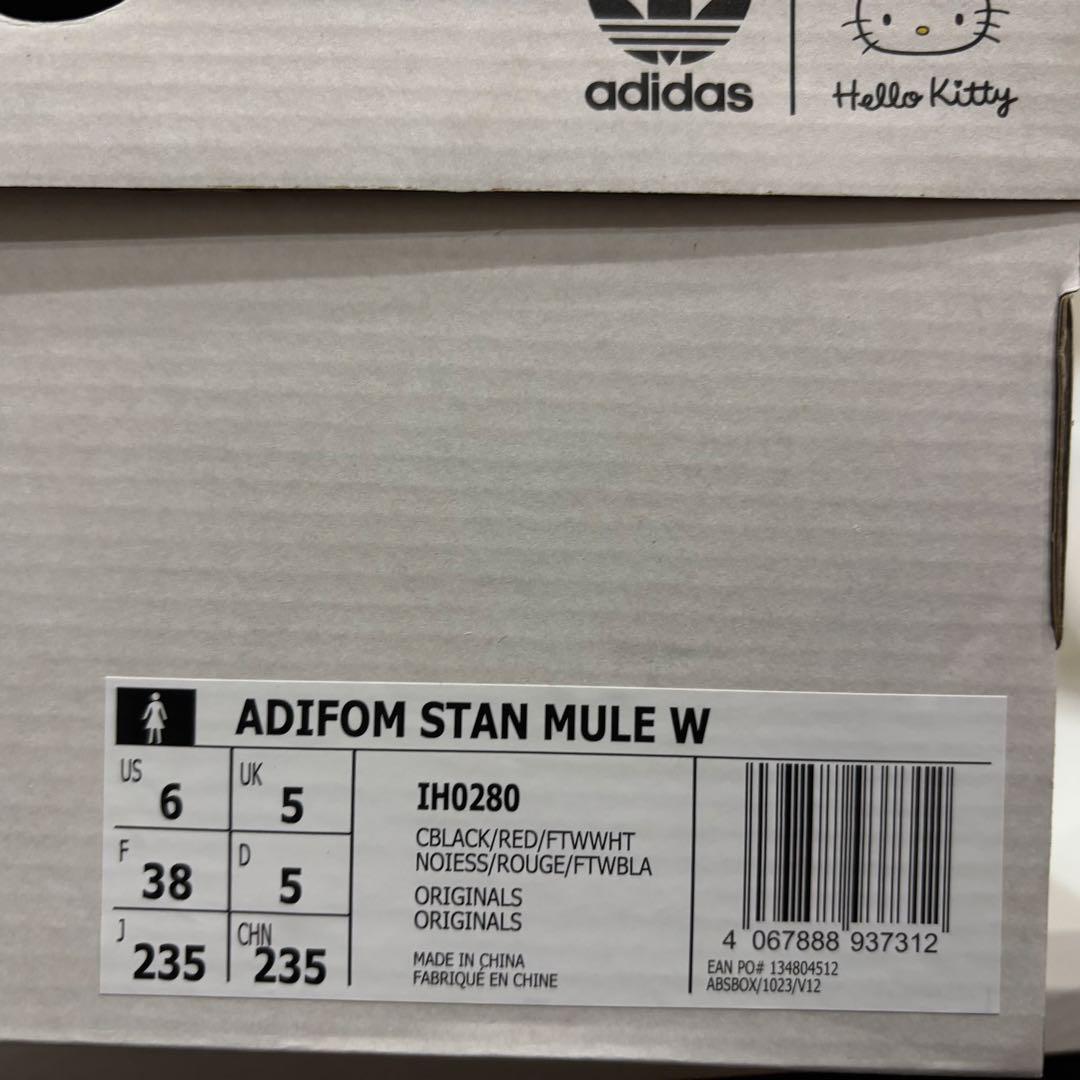 adidas
Hello Kitty
ADIFOM STAN MULE W
US 6
UK 5
F 38
D 5
J 235
CHN 235
IH0280
CBLACK/RED/FTWWHT
NOIESS/ROUGE/FTWBLA
ORIGINALS
ORIGINALS
MADE IN CHINA
FABRIQUÉ EN CHINE
4 067888 937312
EAN PO# 134804512
ABSBOX/1023/V12